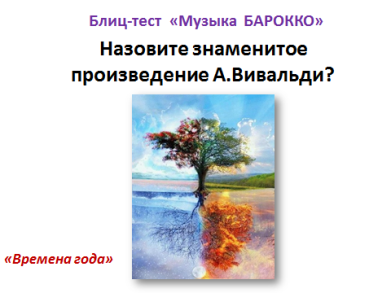 Блиц-тест «Музыка БАРОККО»
Назовите знаменитое
произведение А.Вивальди?
«Времена года»